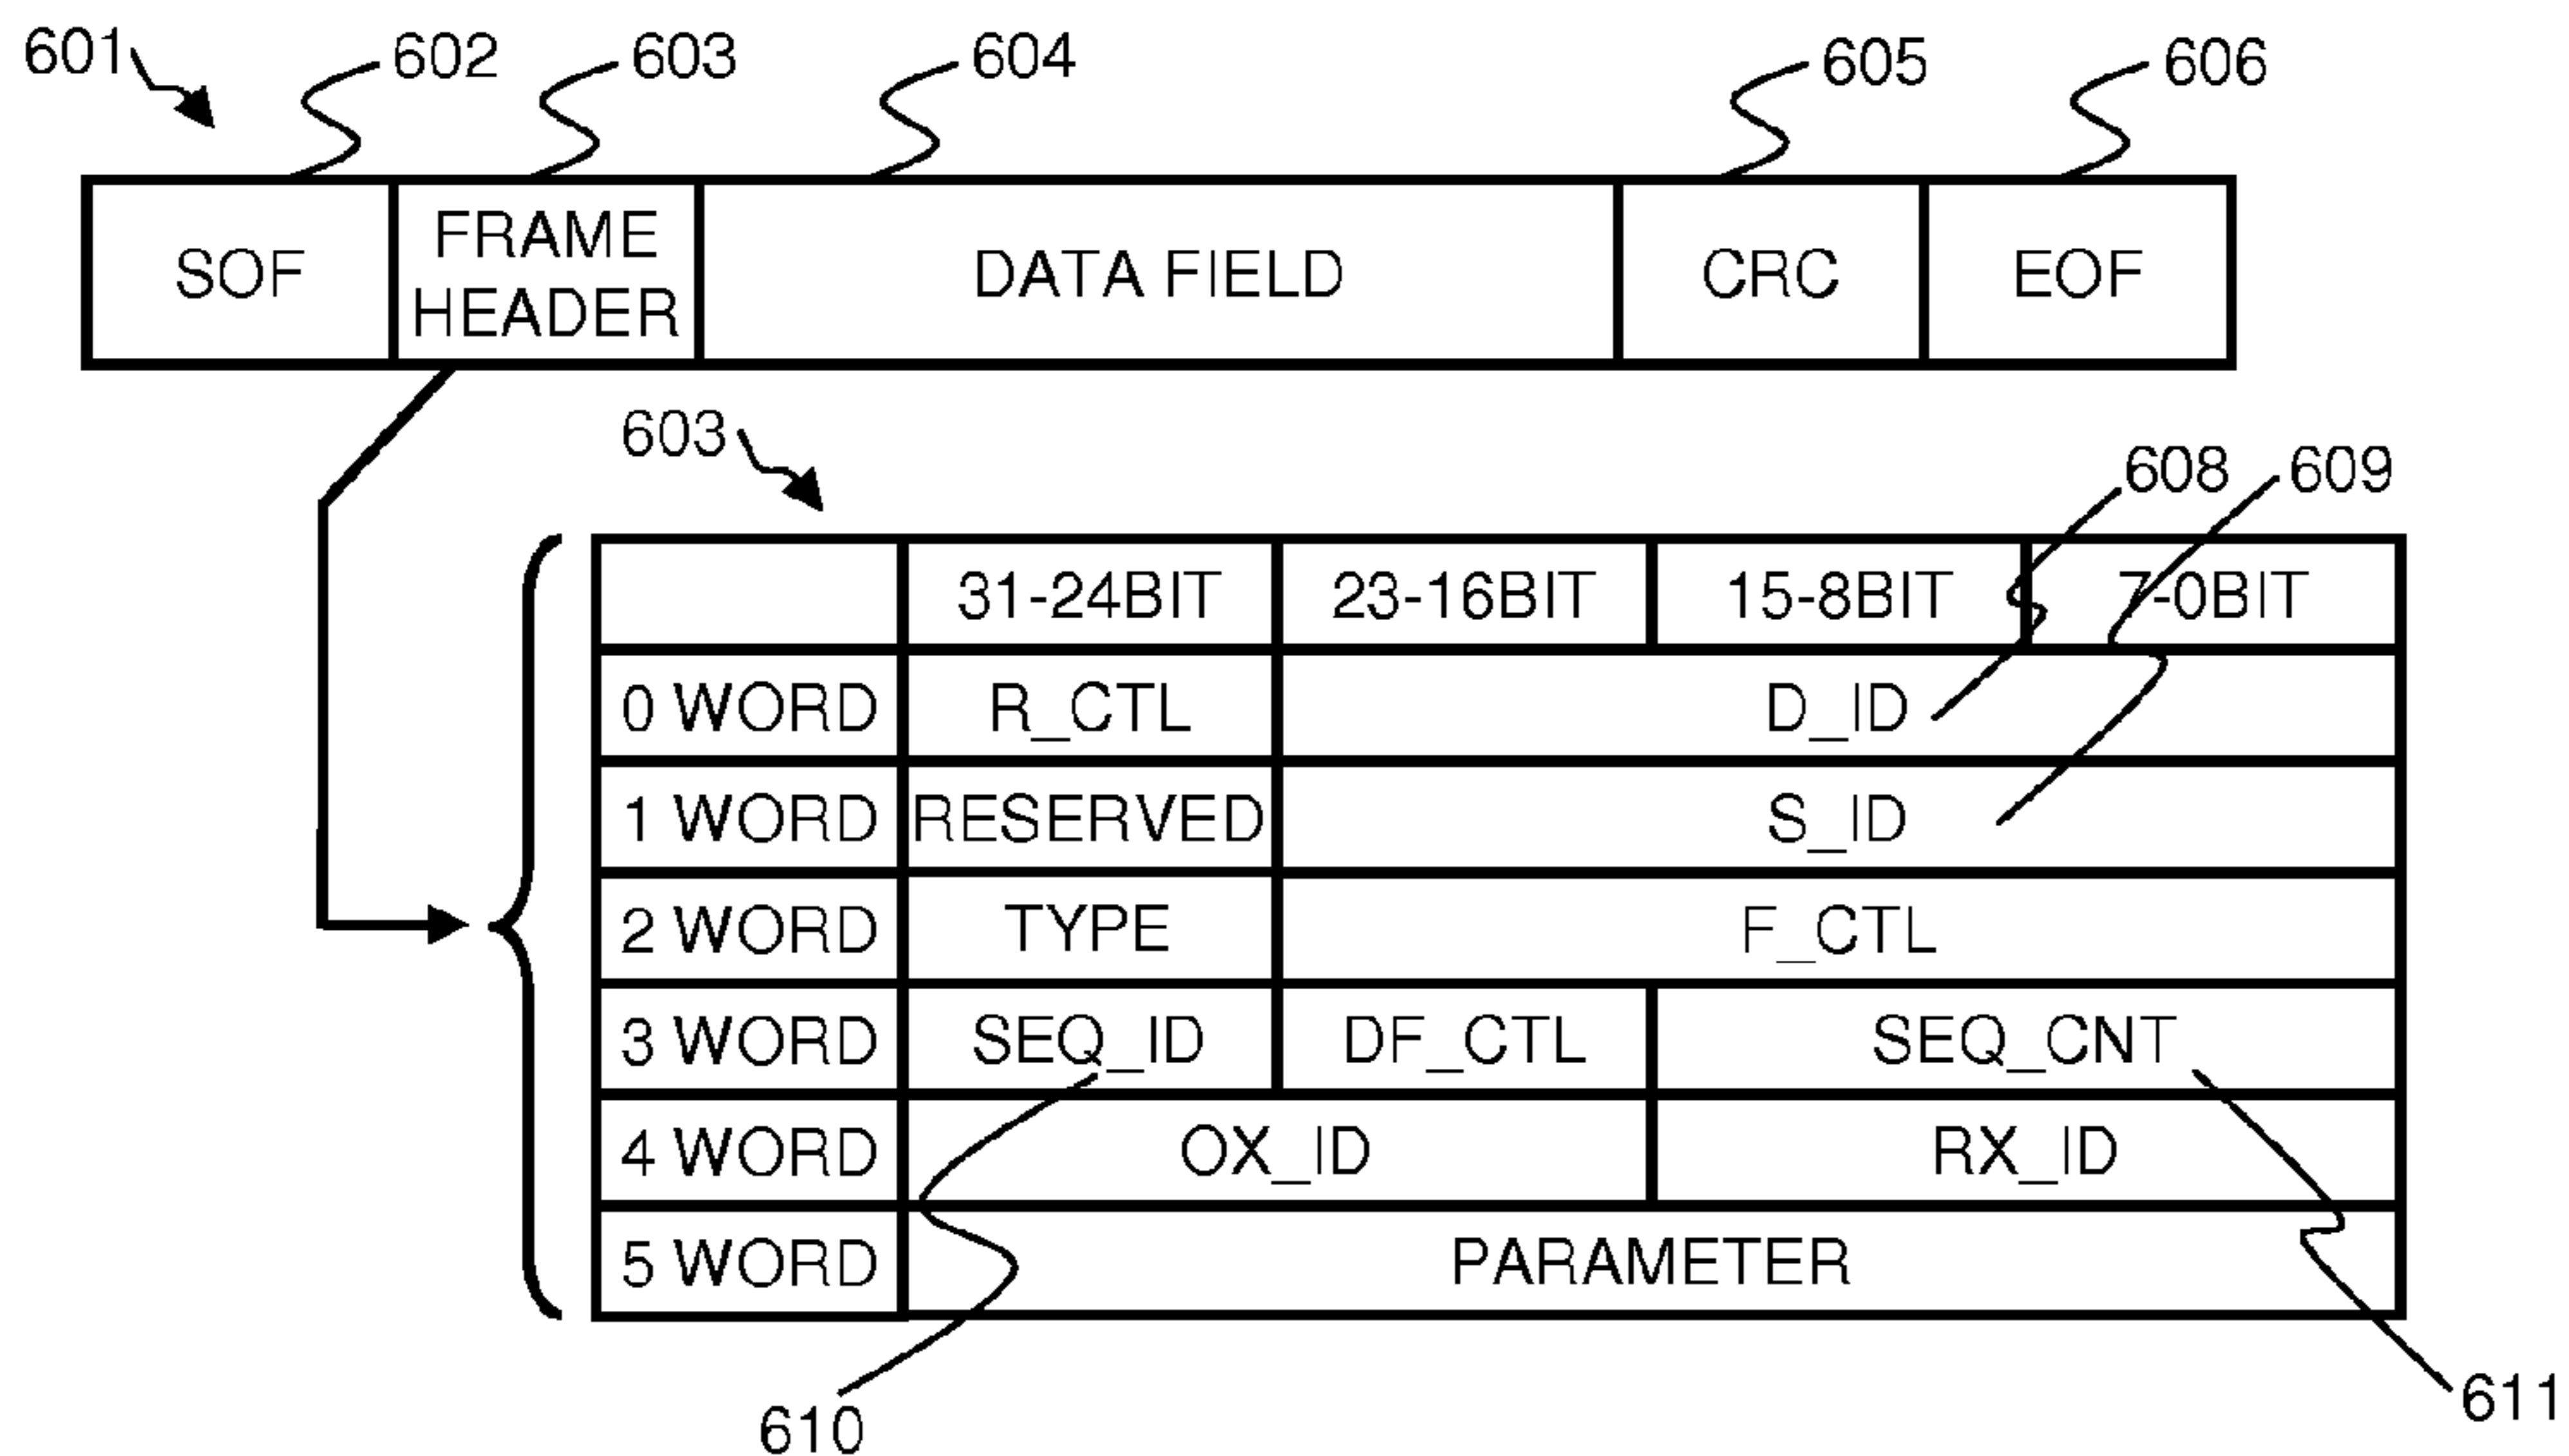 601 602 603 604 605 606
SOF FRAME HEADER DATA FIELD CRC EOF
603 608 609
31-24BIT 23-16BIT 15-8BIT 7-0BIT
0 WORD R_CTL D_ID
1 WORD RESERVED S_ID
2 WORD TYPE F_CTL
3 WORD SEQ_ID DF_CTL SEQ_CNT
4 WORD OX_ID RX_ID
5 WORD PARAMETER
610 611